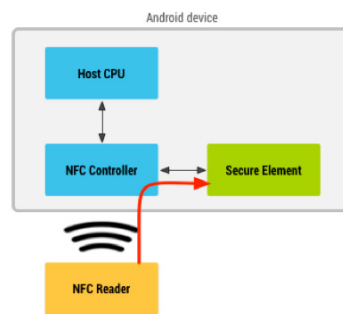 Android device
Host CPU
NFC Controller
Secure Element
NFC Reader